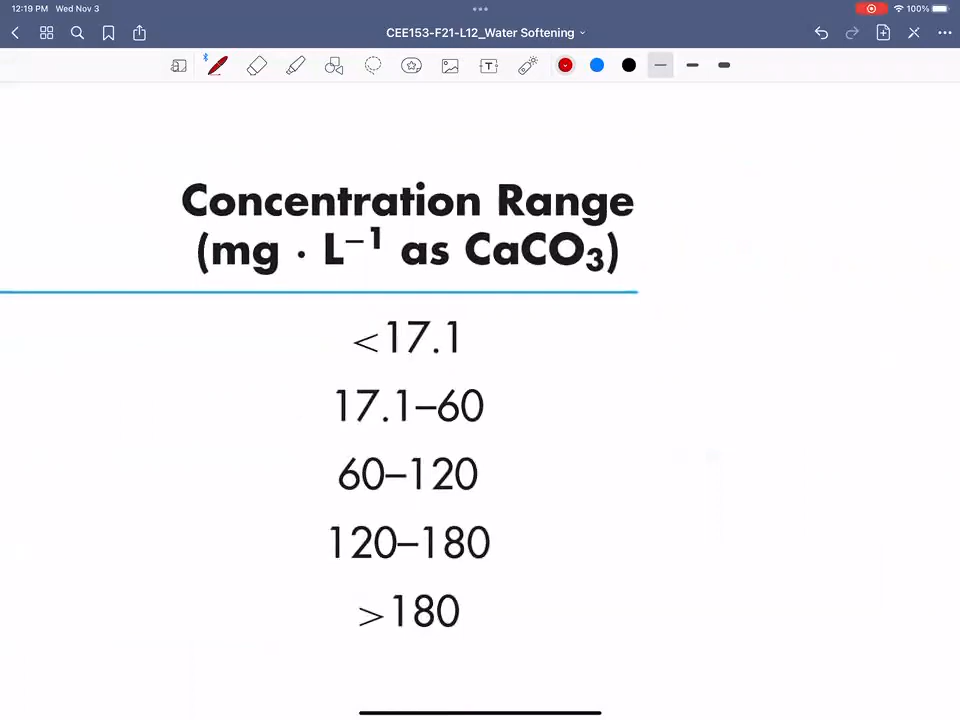 12:19 PM Wed Nov 3
100%
CEE153-F21-L12_Water Softening
T
Concentration Range
(mg · L⁻¹ as CaCO₃)
<17.1
17.1–60
60–120
120–180
>180